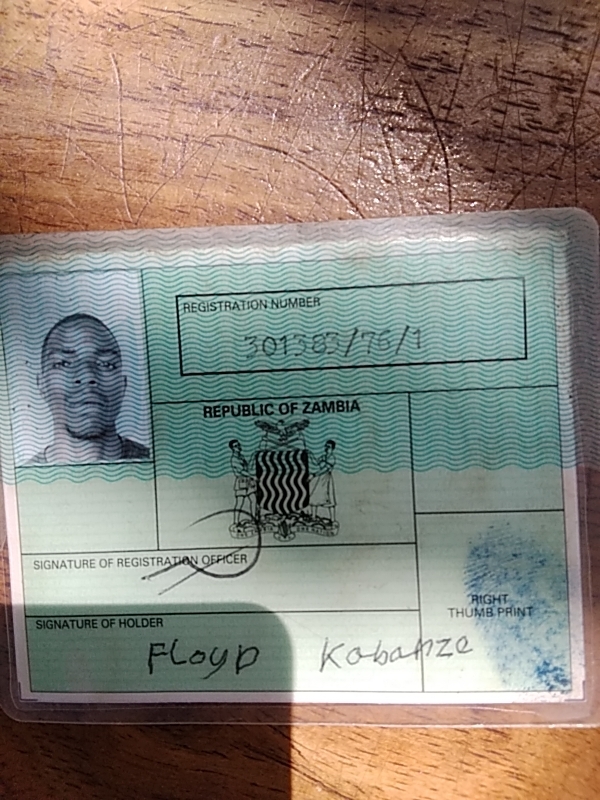 REGISTRATION NUMBER
301383/76/1
REPUBLIC OF ZAMBIA
SIGNATURE OF REGISTRATION OFFICER
RIGHT
THUMB PRINT
SIGNATURE OF HOLDER
Floyd Kabanze